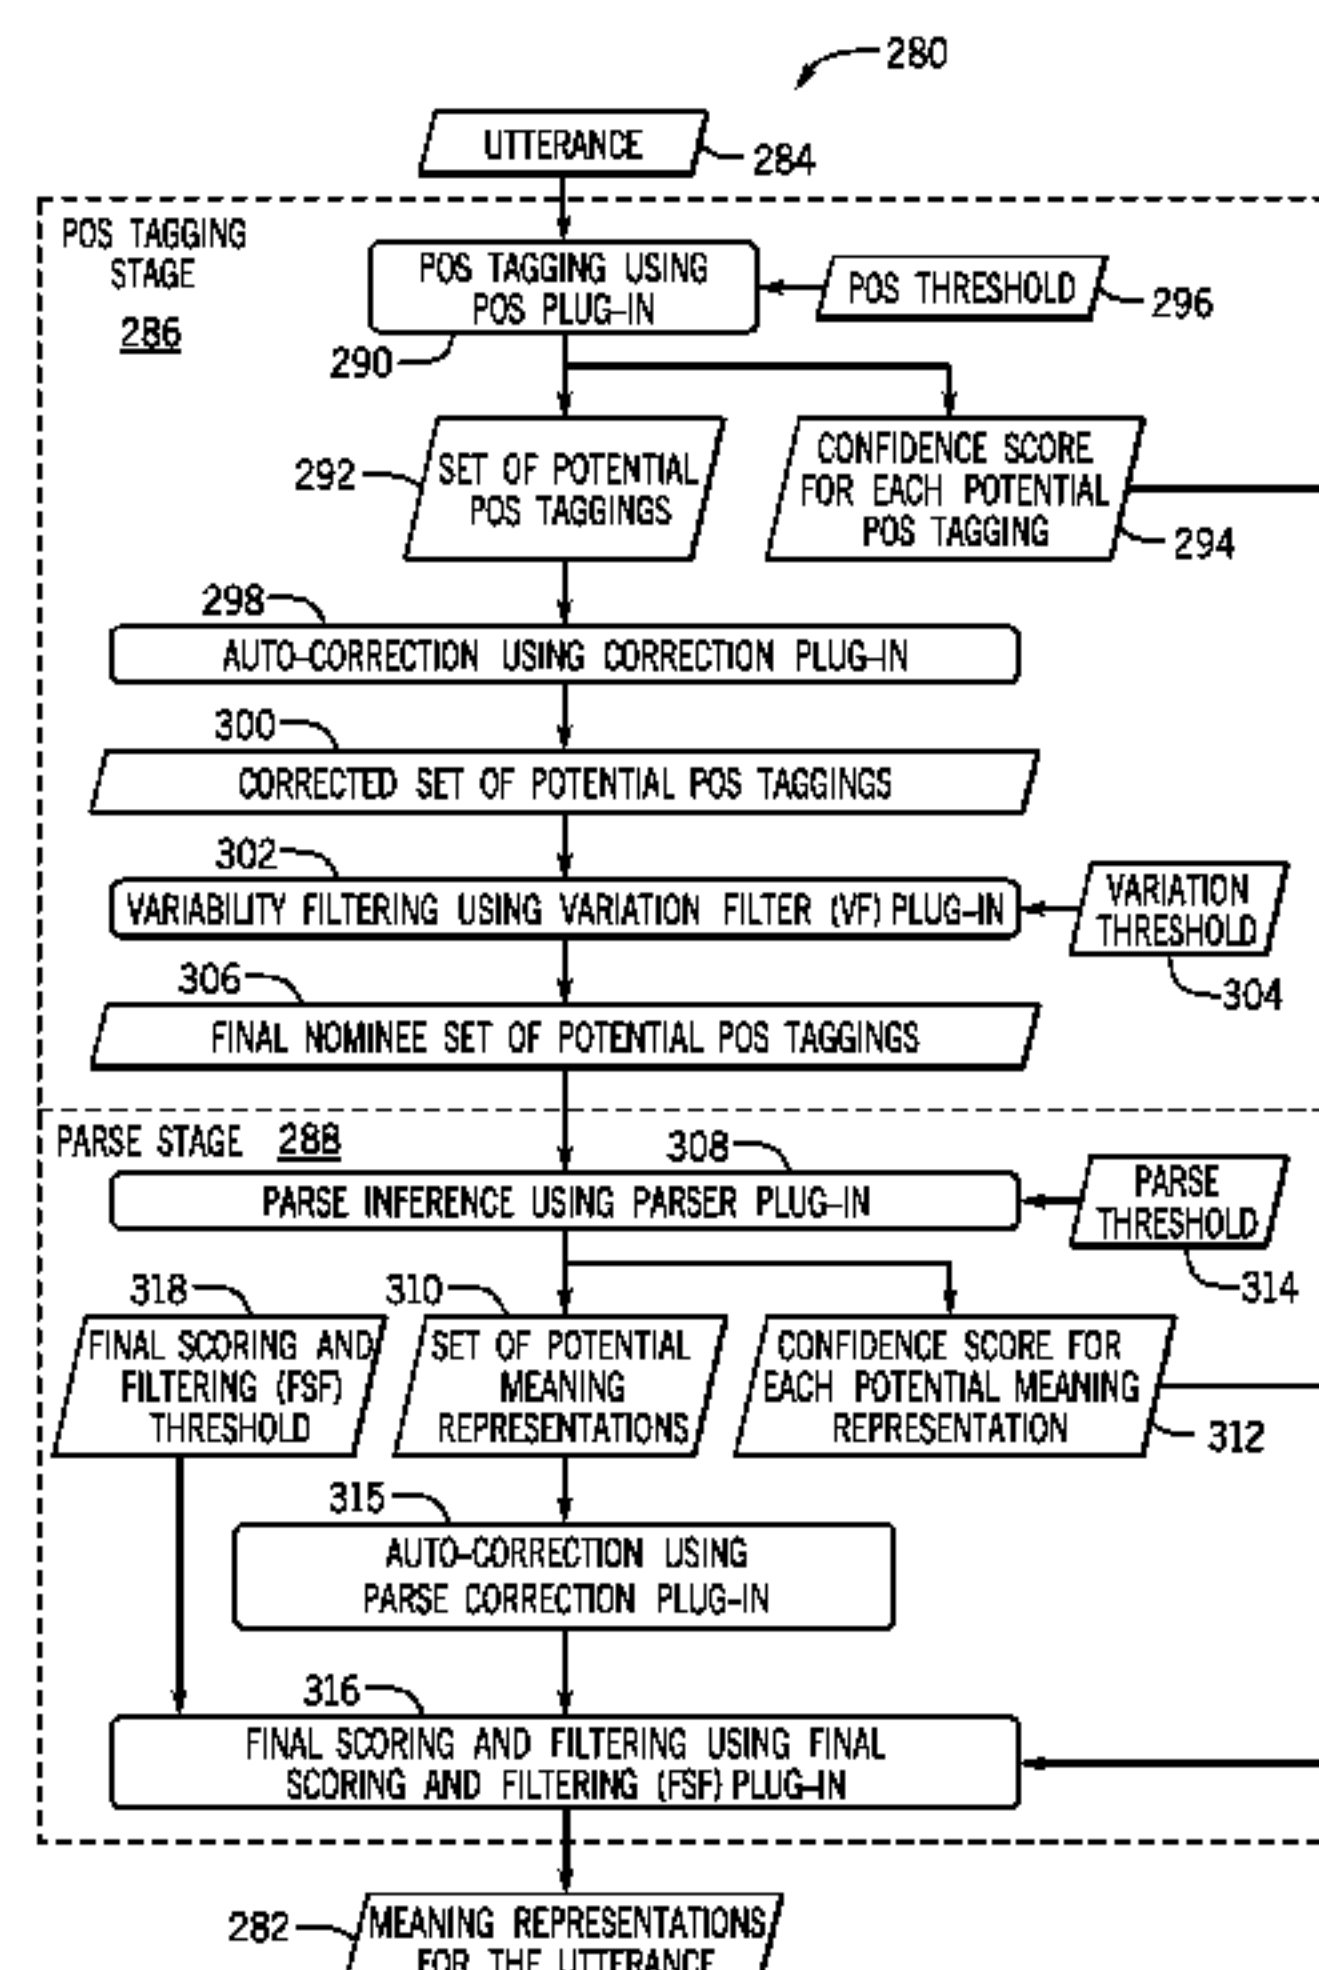 280
UTTERANCE
284
POS TAGGING
STAGE
286
POS TAGGING USING
POS PLUG-IN
290
POS THRESHOLD
296
292
SET OF POTENTIAL
POS TAGGINGS
CONFIDENCE SCORE
FOR EACH POTENTIAL
POS TAGGING
294
298
AUTO-CORRECTION USING CORRECTION PLUG-IN
300
CORRECTED SET OF POTENTIAL POS TAGGINGS
302
VARIABILITY FILTERING USING VARIATION FILTER (VF) PLUG-IN
VARIATION
THRESHOLD
304
306
FINAL NOMINEE SET OF POTENTIAL POS TAGGINGS
PARSE STAGE 288
308
PARSE INFERENCE USING PARSER PLUG-IN
PARSE
THRESHOLD
314
318
FINAL SCORING AND
FILTERING (FSF)
THRESHOLD
310
SET OF POTENTIAL
MEANING
REPRESENTATIONS
CONFIDENCE SCORE FOR
EACH POTENTIAL MEANING
REPRESENTATION
312
315
AUTO-CORRECTION USING
PARSE CORRECTION PLUG-IN
316
FINAL SCORING AND FILTERING USING FINAL
SCORING AND FILTERING (FSF) PLUG-IN
282
MEANING REPRESENTATIONS
FOR THE UTTERANCE